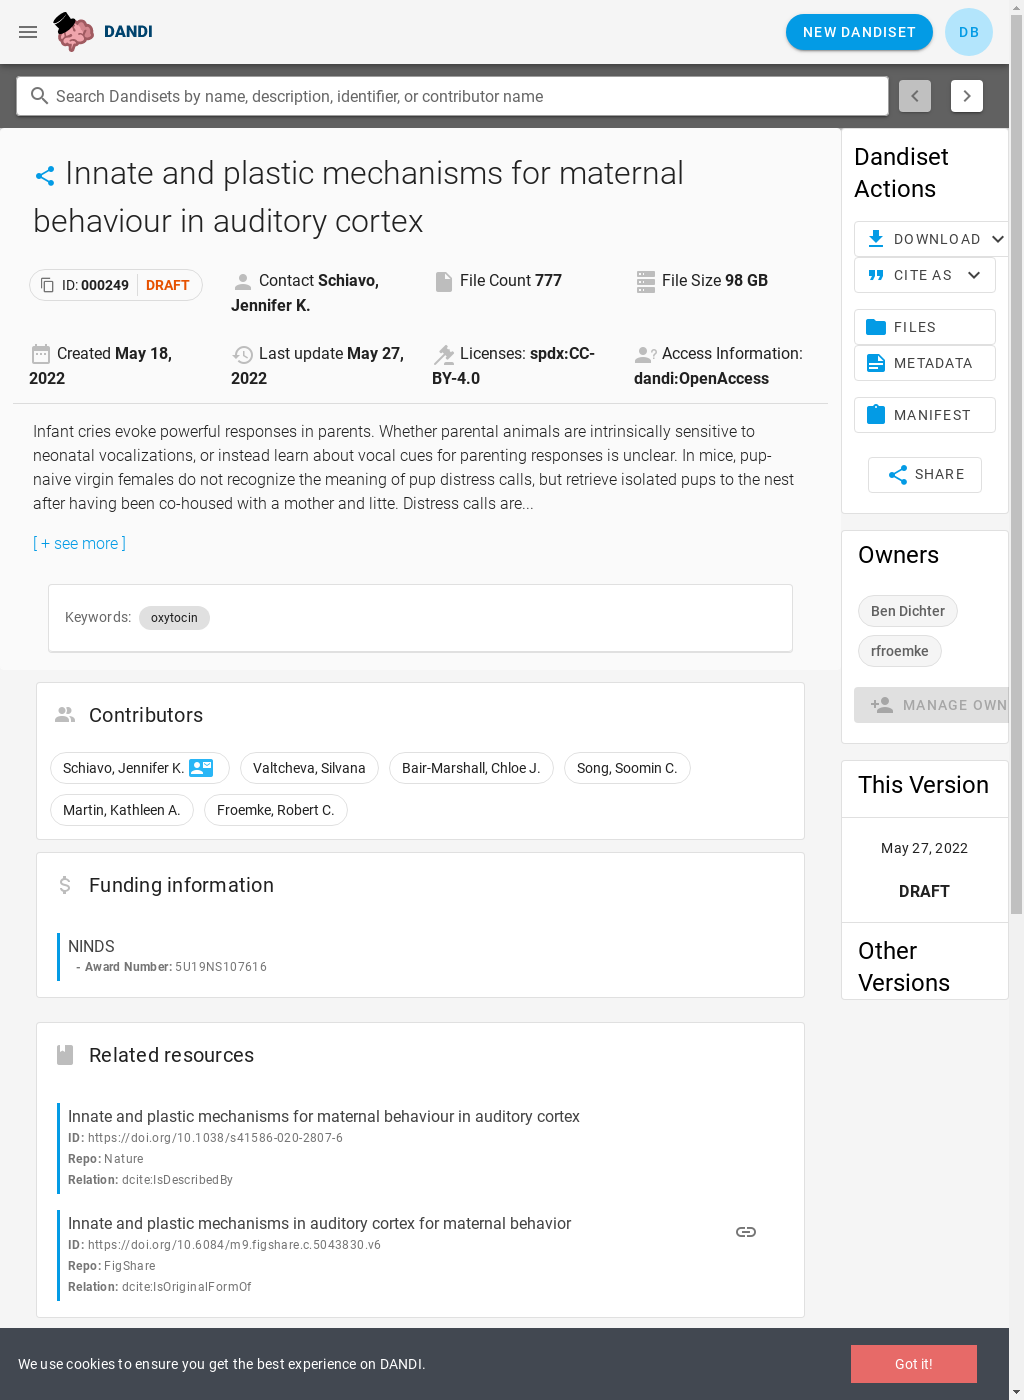 DANDI
NEW DANDISET
DB
Search Dandisets by name, description, identifier, or contributor name
Innate and plastic mechanisms for maternal
behaviour in auditory cortex
ID: 000249 DRAFT
Contact Schiavo,
Jennifer K.
File Count 777
File Size 98 GB
Created May 18,
2022
Last update May 27,
2022
Licenses: spdx:CC-
BY-4.0
Access Information:
dandi:OpenAccess
Infant cries evoke powerful responses in parents. Whether parental animals are intrinsically sensitive to
neonatal vocalizations, or instead learn about vocal cues for parenting responses is unclear. In mice, pup-
naive virgin females do not recognize the meaning of pup distress calls, but retrieve isolated pups to the nest
after having been co-housed with a mother and litte. Distress calls are...
[ + see more ]
Keywords: oxytocin
Contributors
Schiavo, Jennifer K.
Valtcheva, Silvana
Bair-Marshall, Chloe J.
Song, Soomin C.
Martin, Kathleen A.
Froemke, Robert C.
Funding information
NINDS
- Award Number: 5U19NS107616
Related resources
Innate and plastic mechanisms for maternal behaviour in auditory cortex
ID: https://doi.org/10.1038/s41586-020-2807-6
Repo: Nature
Relation: dcite:IsDescribedBy
Innate and plastic mechanisms in auditory cortex for maternal behavior
ID: https://doi.org/10.6084/m9.figshare.c.5043830.v6
Repo: FigShare
Relation: dcite:IsOriginalFormOf
Dandiset
Actions
DOWNLOAD
CITE AS
FILES
METADATA
MANIFEST
SHARE
Owners
Ben Dichter
rfroemke
MANAGE OWN
This Version
May 27, 2022
DRAFT
Other
Versions
We use cookies to ensure you get the best experience on DANDI.
Got it!